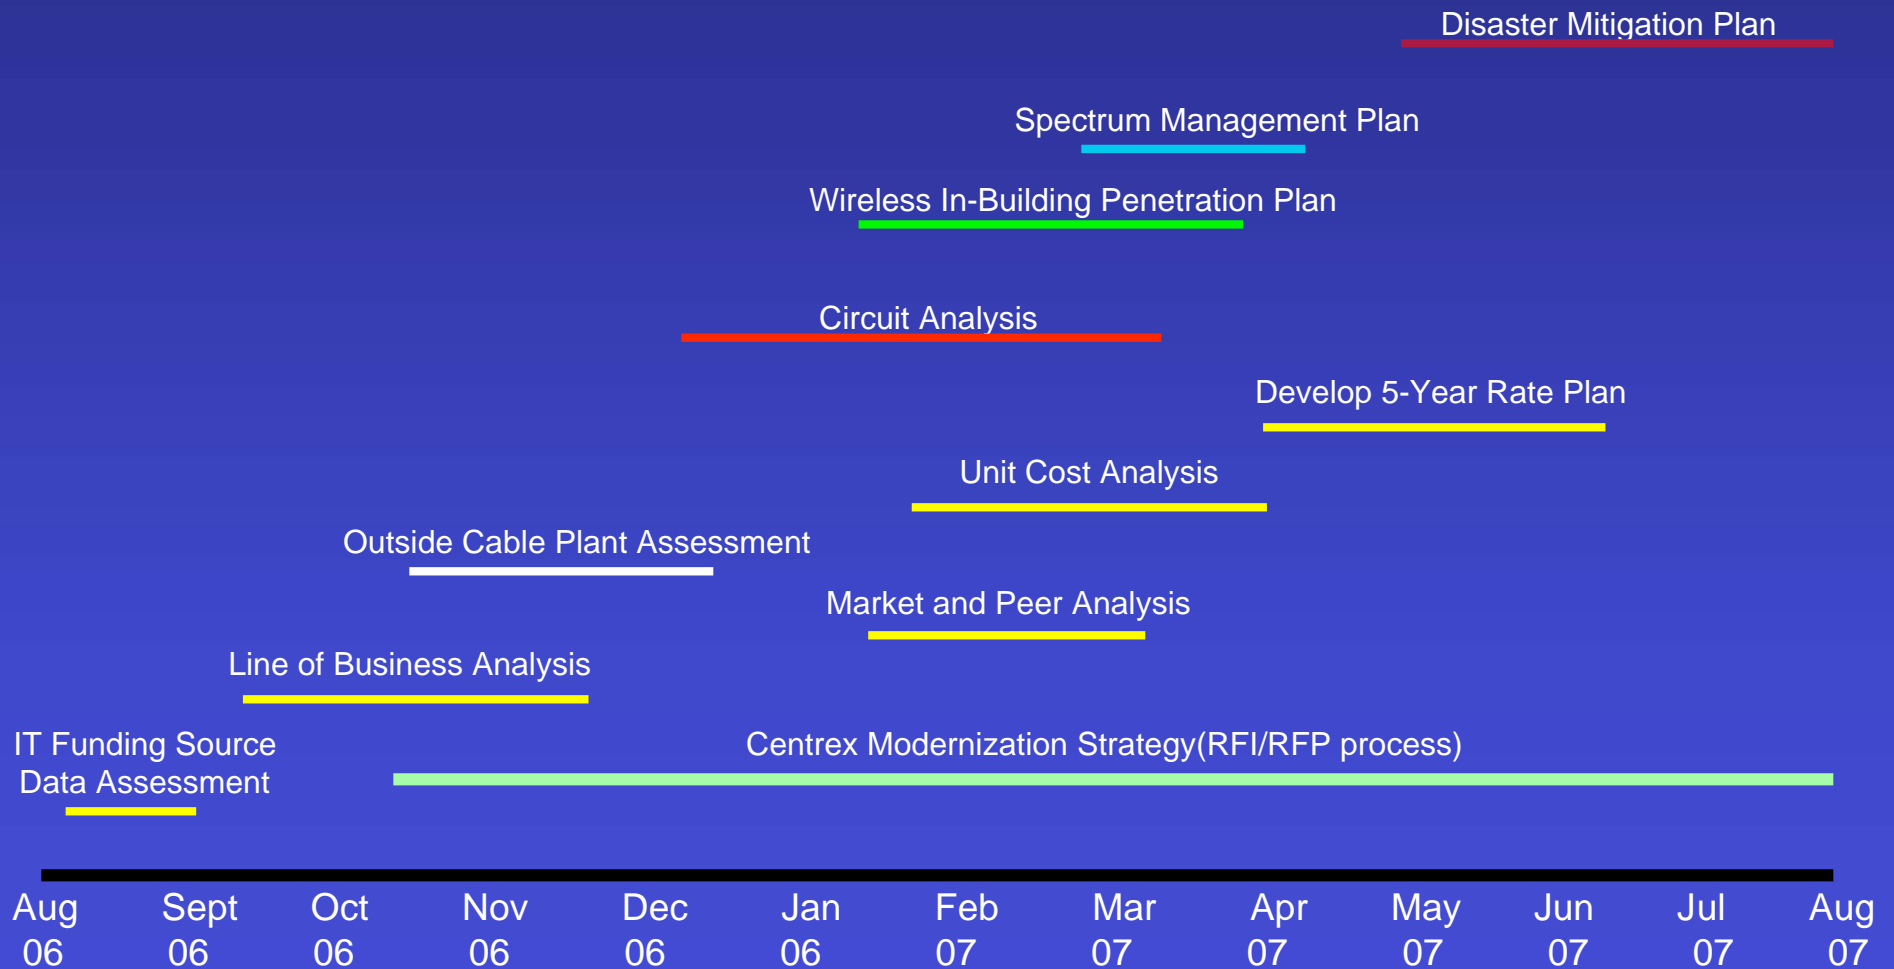 Disaster Mitigation Plan
Spectrum Management Plan
Wireless In-Building Penetration Plan
Circuit Analysis
Develop 5-Year Rate Plan
Unit Cost Analysis
Outside Cable Plant Assessment
Market and Peer Analysis
Line of Business Analysis
IT Funding Source
Data Assessment
Centrex Modernization Strategy(RFI/RFP process)
Aug Sept Oct Nov Dec Jan Feb Mar Apr May Jun Jul Aug
06 06 06 06 06 06 07 07 07 07 07 07 07